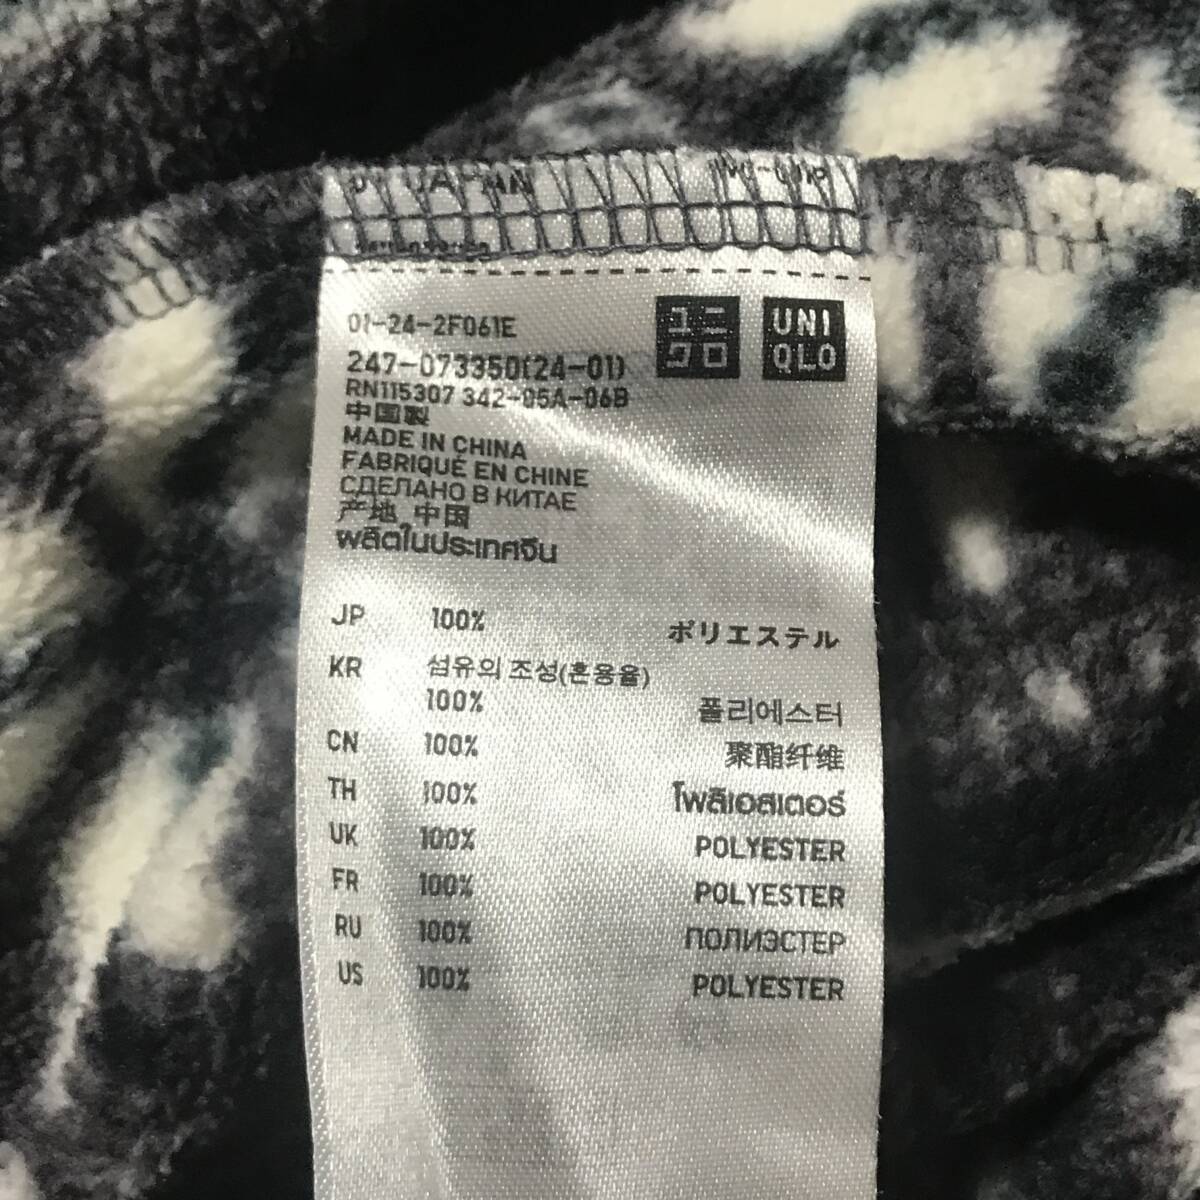 JAPAN
01-24-2F061E
247-073350(24-01)
ユニ
クロ
UNI
QLO
RN115307 342-05A-06B
中国製
MADE IN CHINA
FABRIQUÉ EN CHINE
СДЕЛАНО В КИТАЕ
产地 中国
ผลิตในประเทศจีน
JP 100% ポリエステル
KR 섬유의 조성(혼용율)
100% 폴리에스터
CN 100% 聚酯纤维
TH 100% โพลิเอสเตอร์
UK 100% POLYESTER
FR 100% POLYESTER
RU 100% ПОЛИЭСТЕР
US 100% POLYESTER